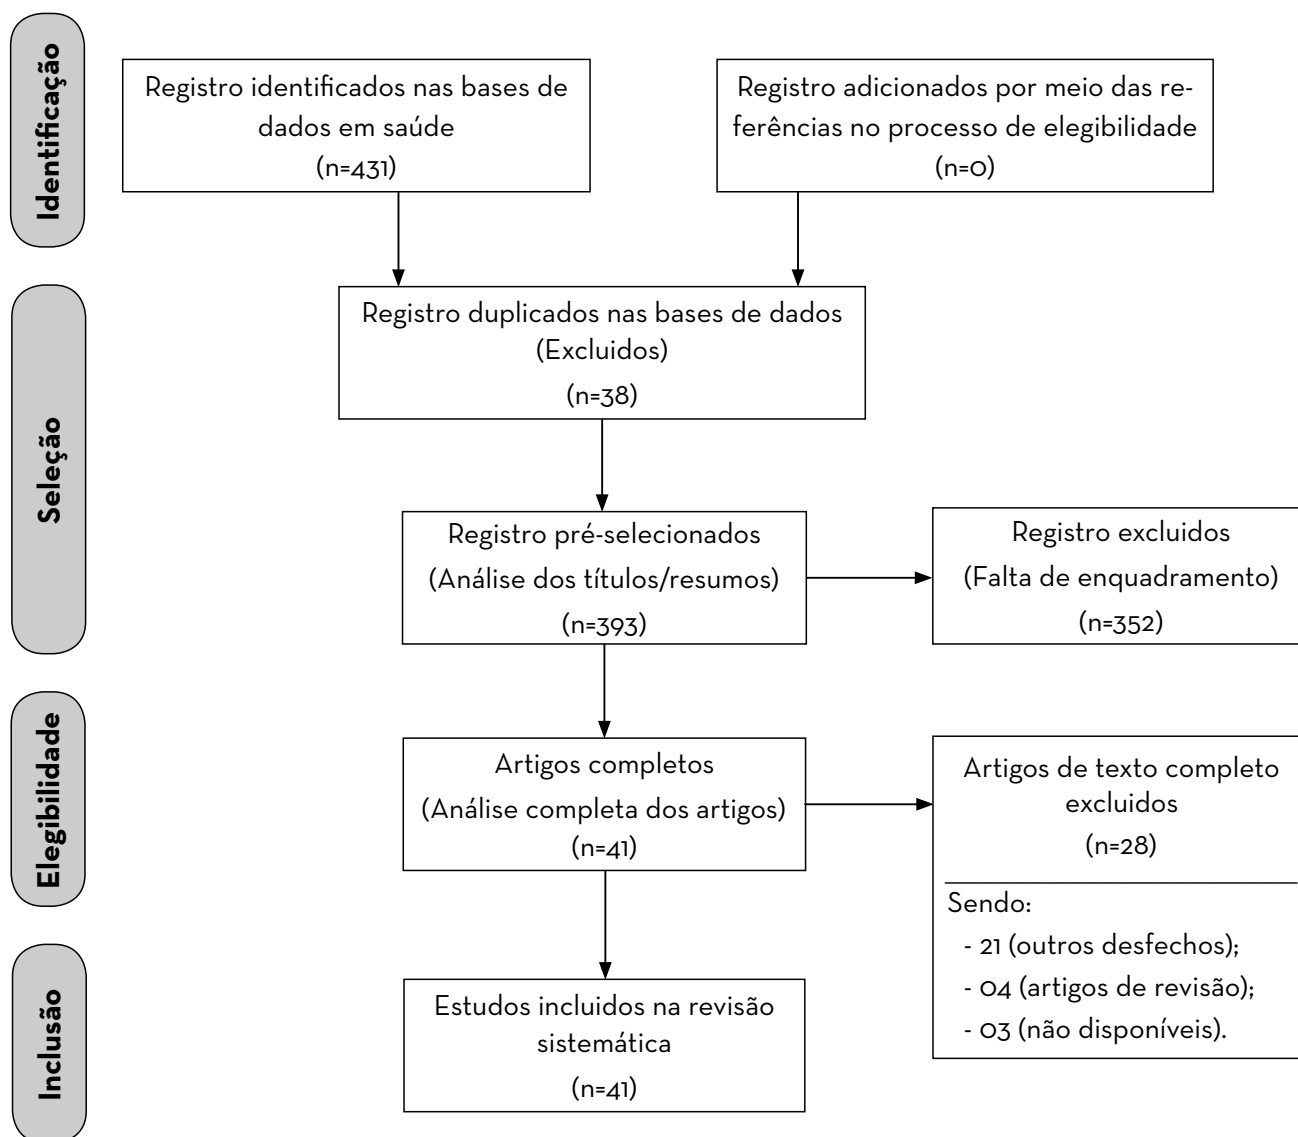 Identificação
Registro identificados nas bases de
dados em saúde
(n=431)
Registro adicionados por meio das re-
ferências no processo de elegibilidade
(n=0)
Seleção
Registro duplicados nas bases de dados
(Excluidos)
(n=38)
Registro pré-selecionados
(Análise dos títulos/resumos)
(n=393)
Registro excluidos
(Falta de enquadramento)
(n=352)
Elegibilidade
Artigos completos
(Análise completa dos artigos)
(n=41)
Artigos de texto completo
excluidos
(n=28)
Sendo:
- 21 (outros desfechos);
- 04 (artigos de revisão);
- 03 (não disponíveis).
Inclusão
Estudos incluidos na revisão
sistemática
(n=41)